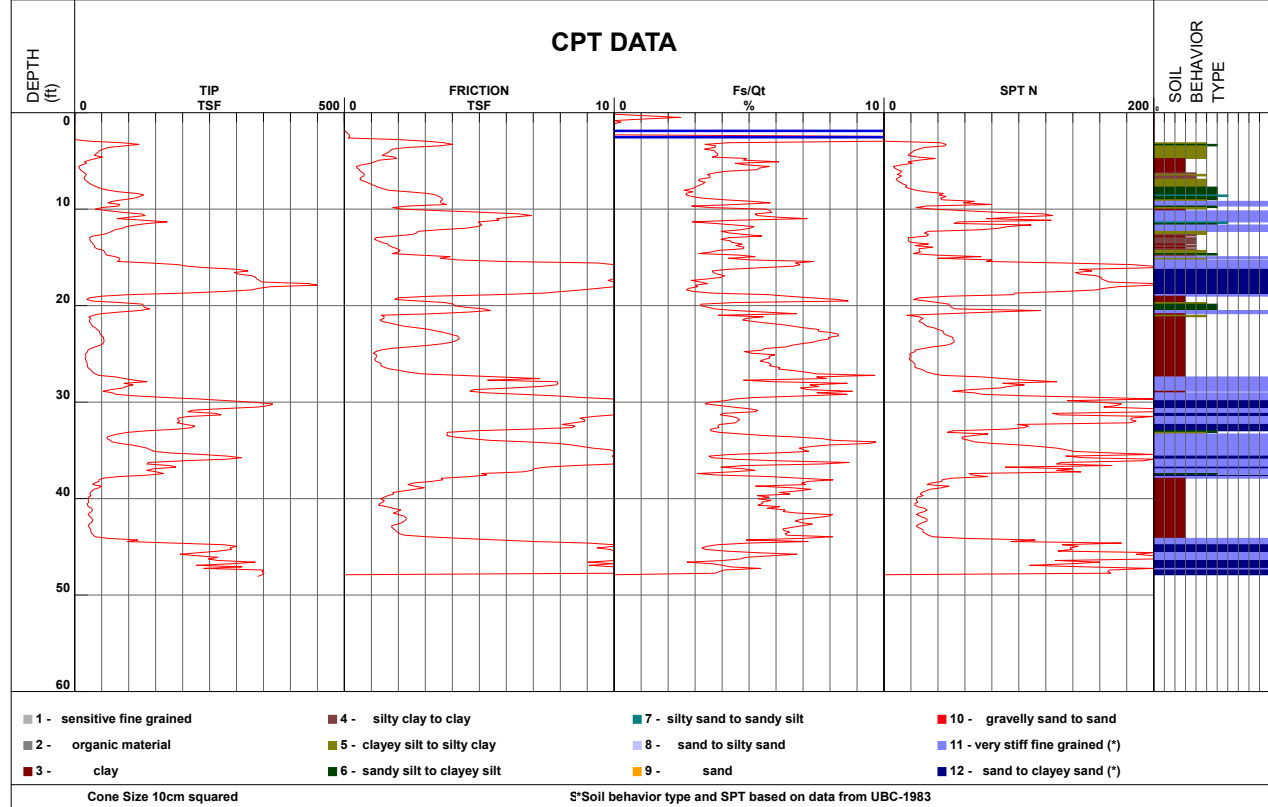 CPT DATA
DEPTH
(ft)
SOIL
BEHAVIOR
TYPE
TIP FRICTION Fs/Qt SPT N
0 TSF 500 0 TSF 10 0 % 10 0 200
0
0
10
20
30
40
50
60
1 - sensitive fine grained 4 - silty clay to clay 7 - silty sand to sandy silt 10 - gravelly sand to sand
2 - organic material 5 - clayey silt to silty clay 8 - sand to silty sand 11 - very stiff fine grained (*)
3 - clay 6 - sandy silt to clayey silt 9 - sand 12 - sand to clayey sand (*)
Cone Size 10cm squared S*Soil behavior type and SPT based on data from UBC-1983